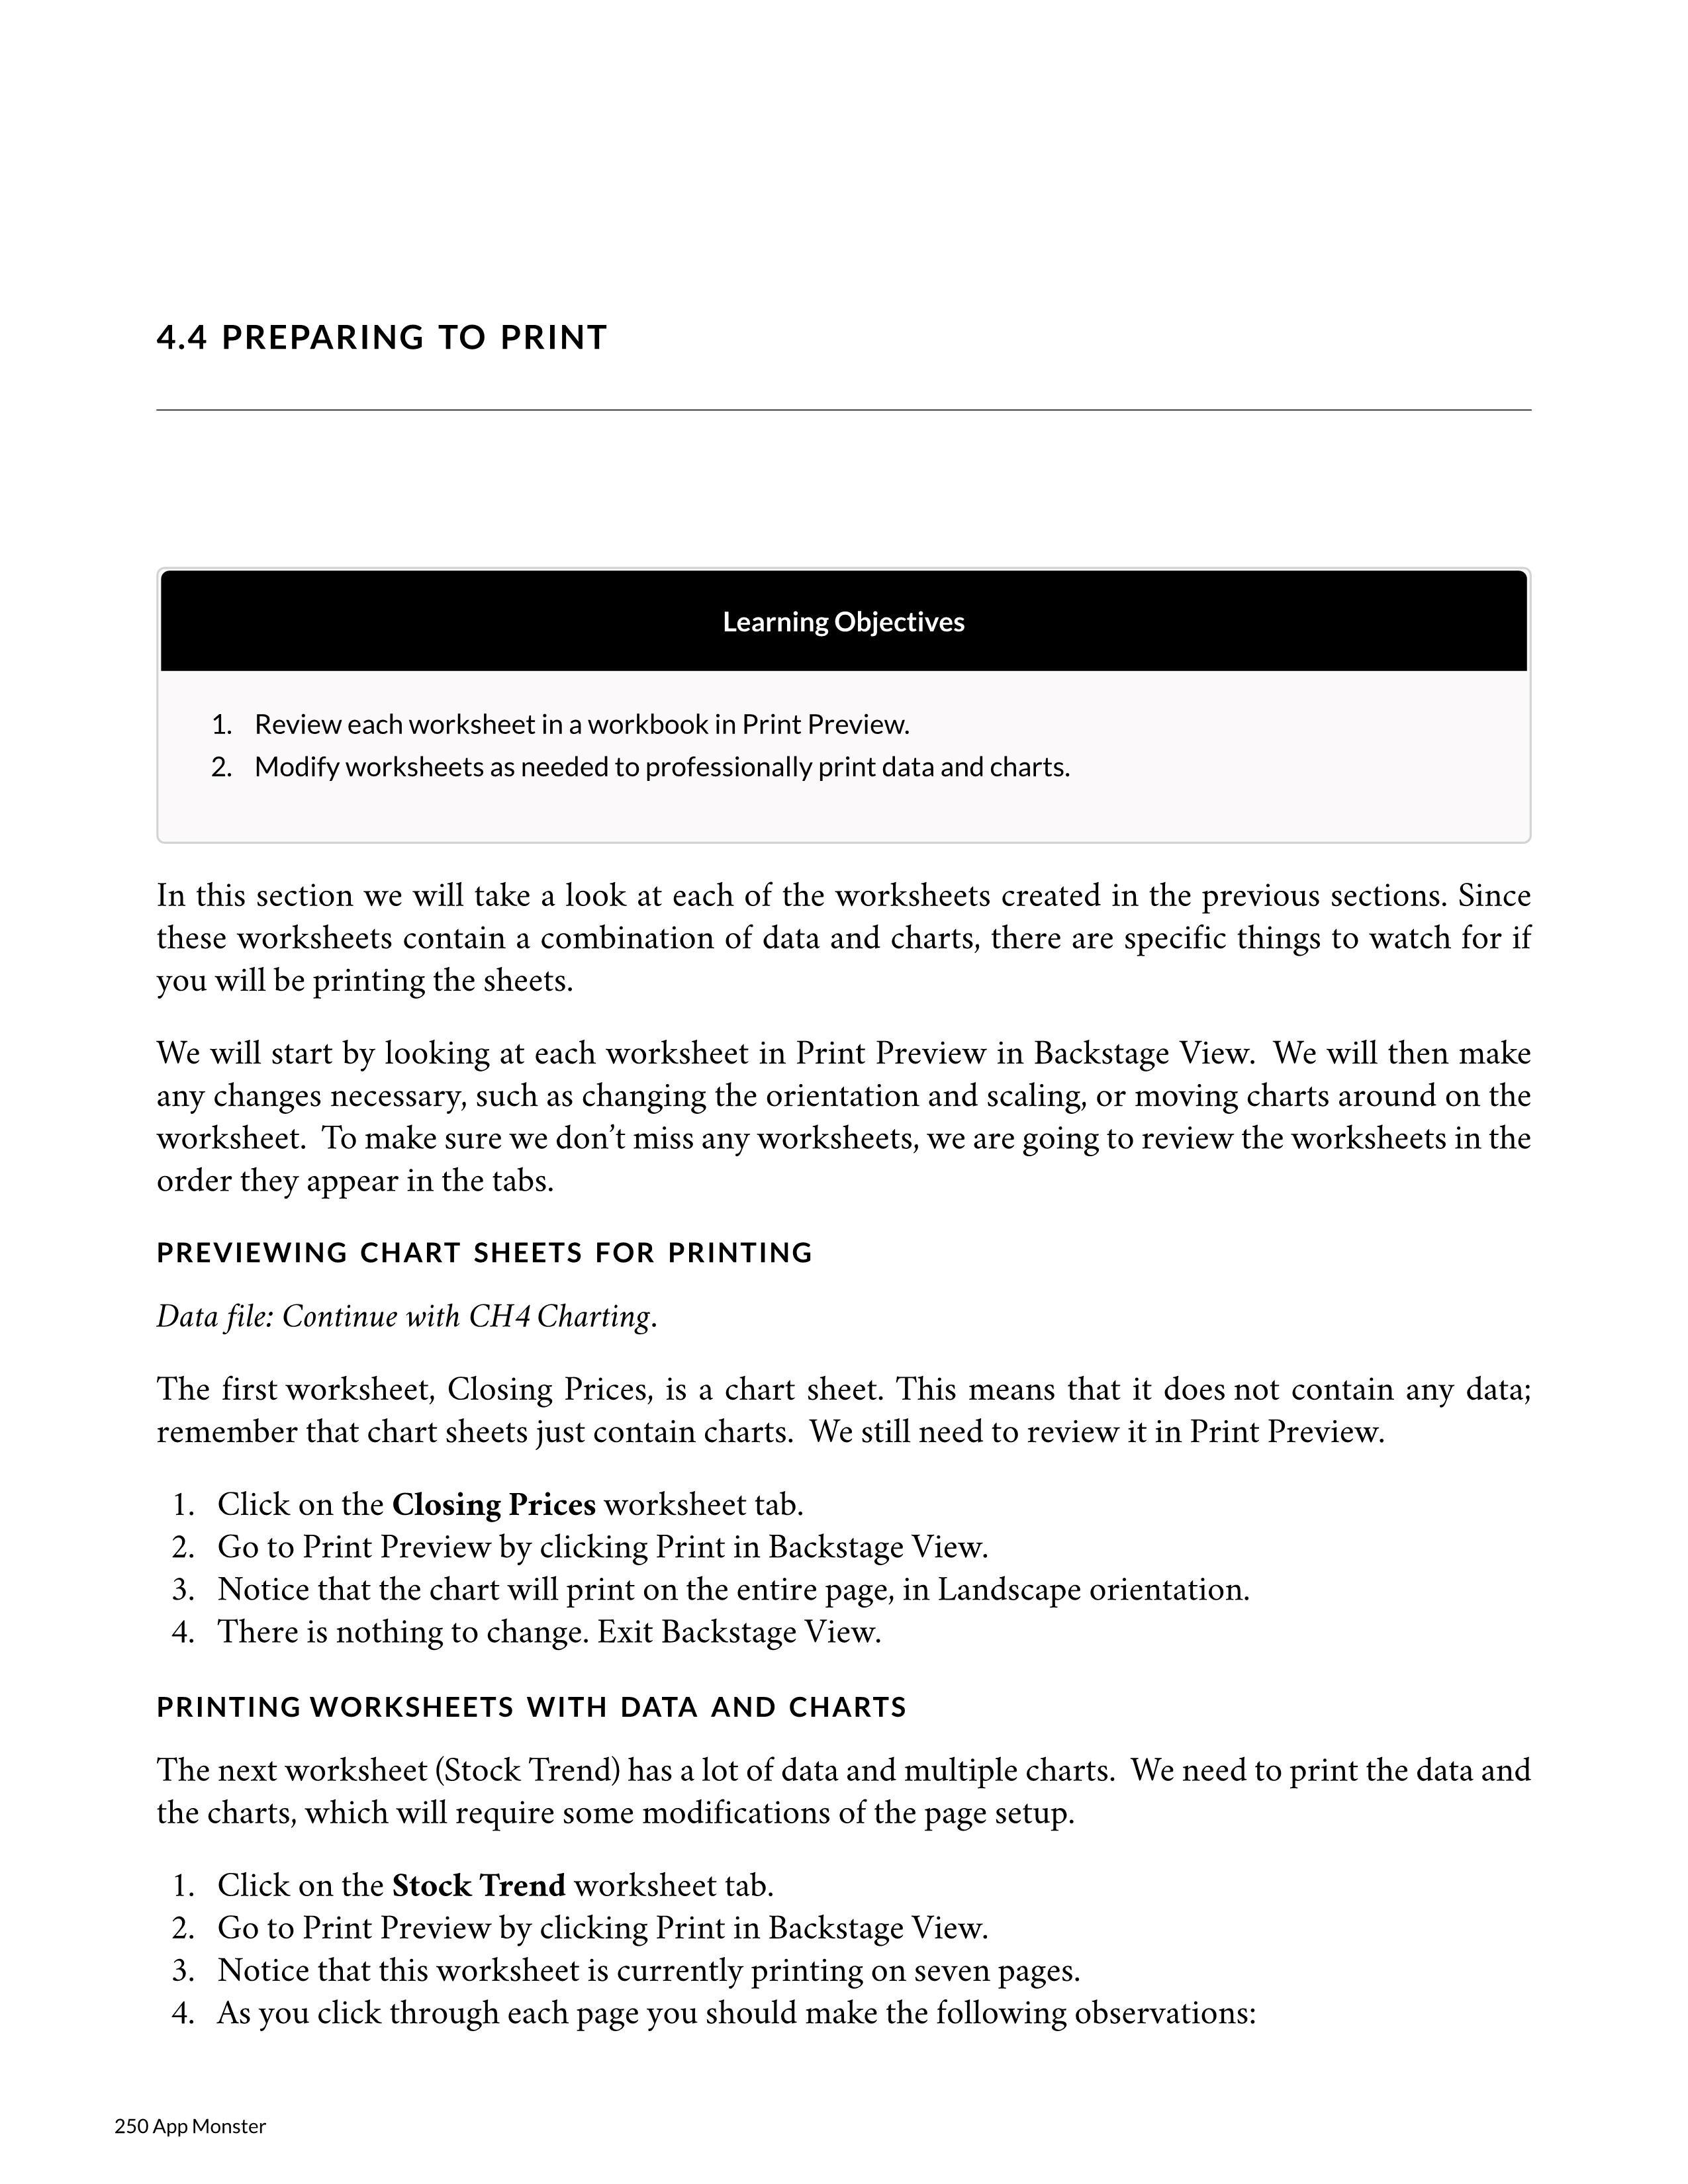 4.4 PREPARING TO PRINT
Learning Objectives
1. Review each worksheet in a workbook in Print Preview.
2. Modify worksheets as needed to professionally print data and charts.
In this section we will take a look at each of the worksheets created in the previous sections. Since
these worksheets contain a combination of data and charts, there are specific things to watch for if
you will be printing the sheets.
We will start by looking at each worksheet in Print Preview in Backstage View.  We will then make
any changes necessary, such as changing the orientation and scaling, or moving charts around on the
worksheet.  To make sure we don’t miss any worksheets, we are going to review the worksheets in the
order they appear in the tabs.
PREVIEWING CHART SHEETS FOR PRINTING
Data file: Continue with CH4 Charting.
The first worksheet, Closing Prices, is a chart sheet. This means that it does not contain any data;
remember that chart sheets just contain charts.  We still need to review it in Print Preview.
1. Click on the Closing Prices worksheet tab.
2. Go to Print Preview by clicking Print in Backstage View.
3. Notice that the chart will print on the entire page, in Landscape orientation.
4. There is nothing to change. Exit Backstage View.
PRINTING WORKSHEETS WITH DATA AND CHARTS
The next worksheet (Stock Trend) has a lot of data and multiple charts.  We need to print the data and
the charts, which will require some modifications of the page setup.
1. Click on the Stock Trend worksheet tab.
2. Go to Print Preview by clicking Print in Backstage View.
3. Notice that this worksheet is currently printing on seven pages.
4. As you click through each page you should make the following observations:
250 App Monster